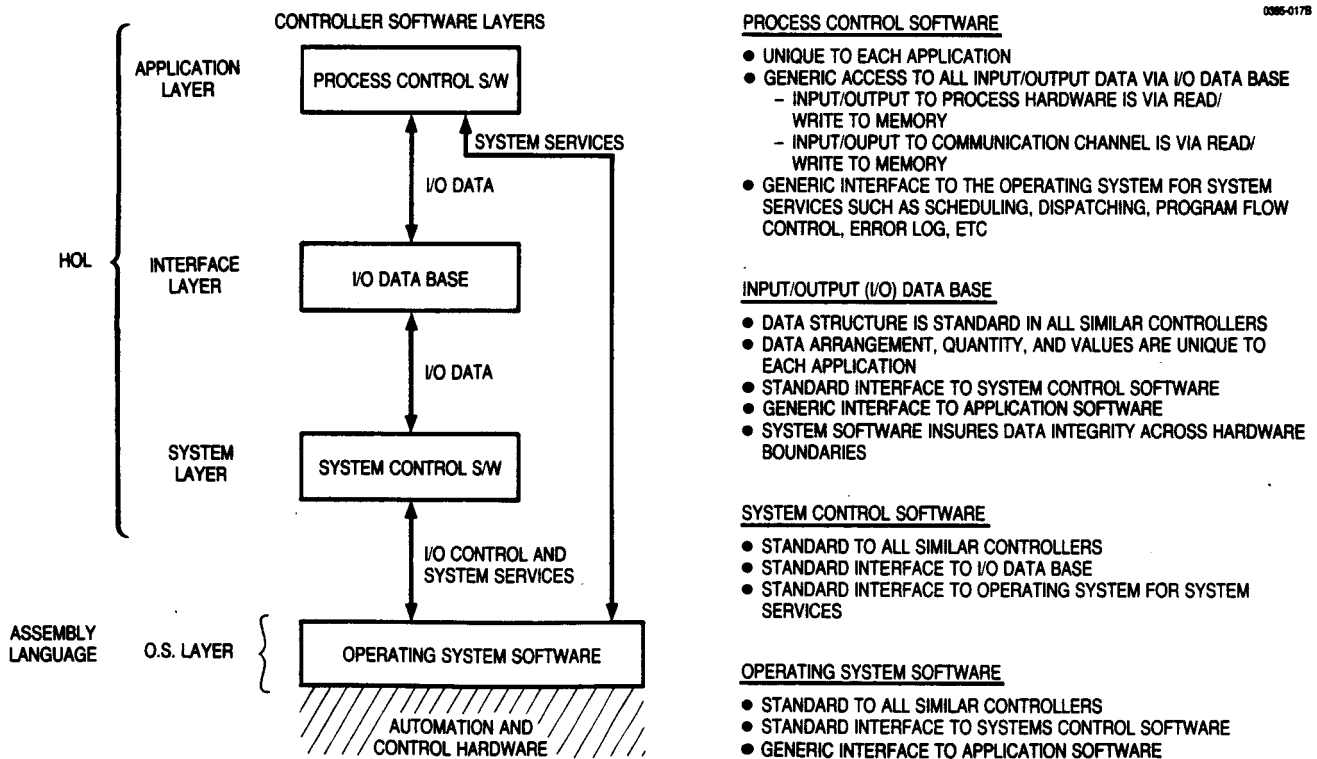 0386-017B
CONTROLLER SOFTWARE LAYERS
APPLICATION
LAYER
PROCESS CONTROL S/W
SYSTEM SERVICES
I/O DATA
HOL
INTERFACE
LAYER
I/O DATA BASE
I/O DATA
SYSTEM
LAYER
SYSTEM CONTROL S/W
I/O CONTROL AND
SYSTEM SERVICES
ASSEMBLY
LANGUAGE
O.S. LAYER
OPERATING SYSTEM SOFTWARE
AUTOMATION AND
CONTROL HARDWARE
PROCESS CONTROL SOFTWARE
● UNIQUE TO EACH APPLICATION
● GENERIC ACCESS TO ALL INPUT/OUTPUT DATA VIA I/O DATA BASE
– INPUT/OUTPUT TO PROCESS HARDWARE IS VIA READ/
WRITE TO MEMORY
– INPUT/OUPUT TO COMMUNICATION CHANNEL IS VIA READ/
WRITE TO MEMORY
● GENERIC INTERFACE TO THE OPERATING SYSTEM FOR SYSTEM
SERVICES SUCH AS SCHEDULING, DISPATCHING, PROGRAM FLOW
CONTROL, ERROR LOG, ETC
INPUT/OUTPUT (I/O) DATA BASE
● DATA STRUCTURE IS STANDARD IN ALL SIMILAR CONTROLLERS
● DATA ARRANGEMENT, QUANTITY, AND VALUES ARE UNIQUE TO
EACH APPLICATION
● STANDARD INTERFACE TO SYSTEM CONTROL SOFTWARE
● GENERIC INTERFACE TO APPLICATION SOFTWARE
● SYSTEM SOFTWARE INSURES DATA INTEGRITY ACROSS HARDWARE
BOUNDARIES
SYSTEM CONTROL SOFTWARE
● STANDARD TO ALL SIMILAR CONTROLLERS
● STANDARD INTERFACE TO I/O DATA BASE
● STANDARD INTERFACE TO OPERATING SYSTEM FOR SYSTEM
SERVICES
OPERATING SYSTEM SOFTWARE
● STANDARD TO ALL SIMILAR CONTROLLERS
● STANDARD INTERFACE TO SYSTEMS CONTROL SOFTWARE
● GENERIC INTERFACE TO APPLICATION SOFTWARE